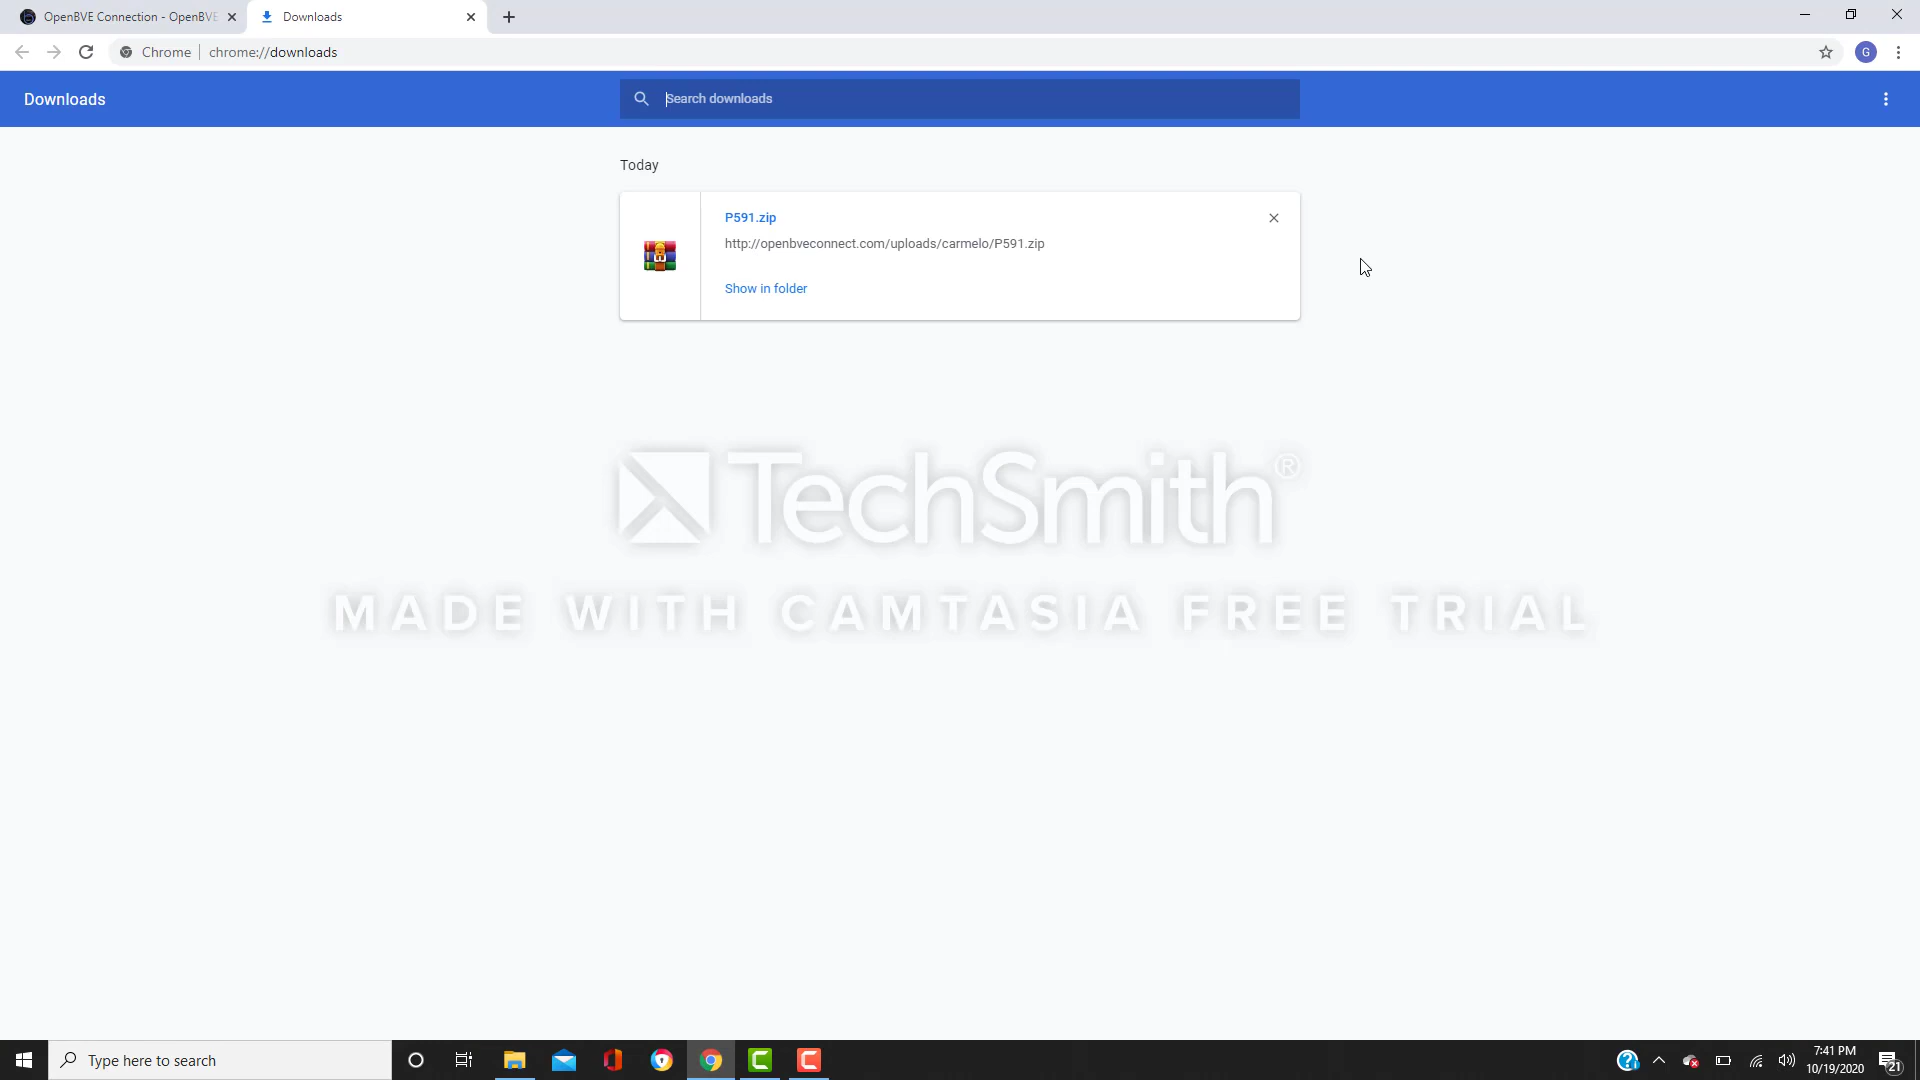 OpenBVE Connection - OpenBVE
Downloads
Chrome
chrome://downloads
G
Downloads
Search downloads
Today
P591.zip
http://openbveconnect.com/uploads/carmelo/P591.zip
Show in folder
TechSmith®
MADE WITH CAMTASIA FREE TRIAL
Type here to search
7:41 PM
10/19/2020
21